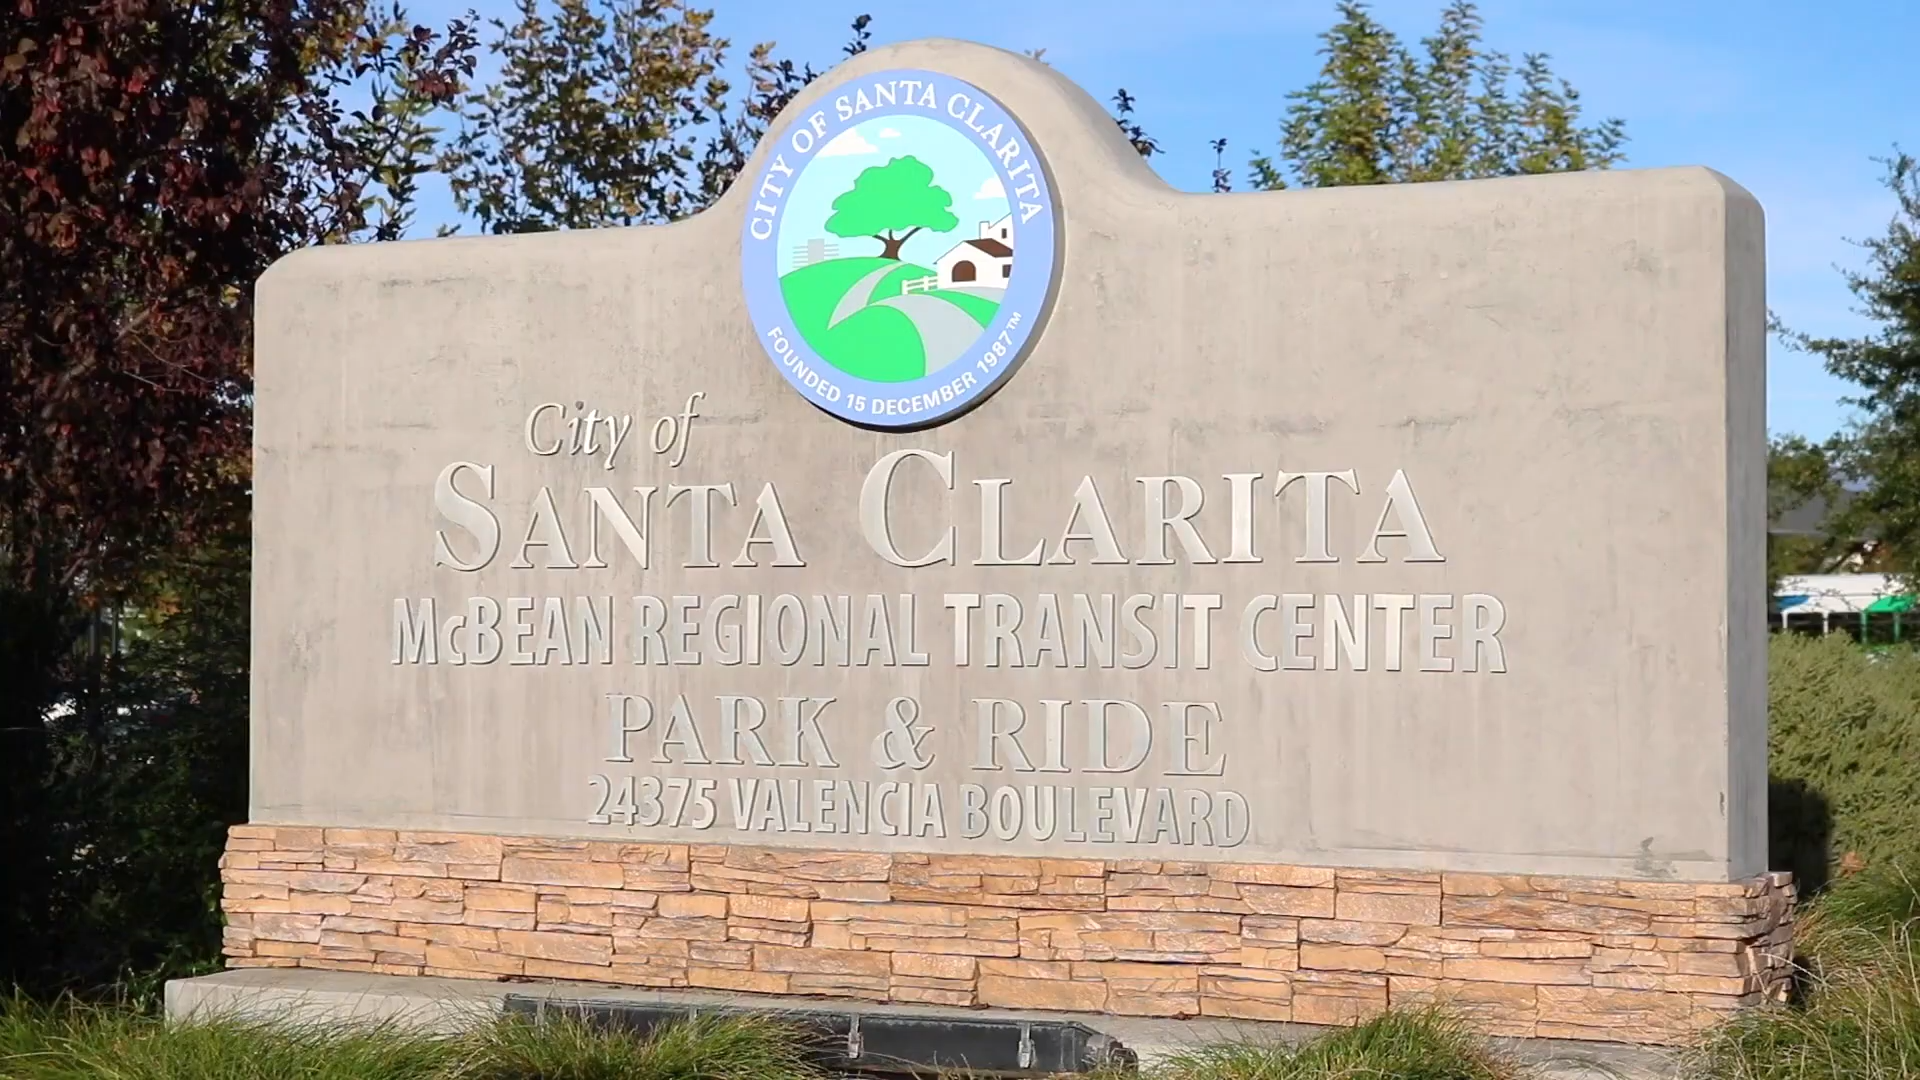 CITY OF SANTA CLARITA
FOUNDED 15 DECEMBER 1987™
City of
SANTA CLARITA
McBEAN REGIONAL TRANSIT CENTER
PARK & RIDE
24375 VALENCIA BOULEVARD